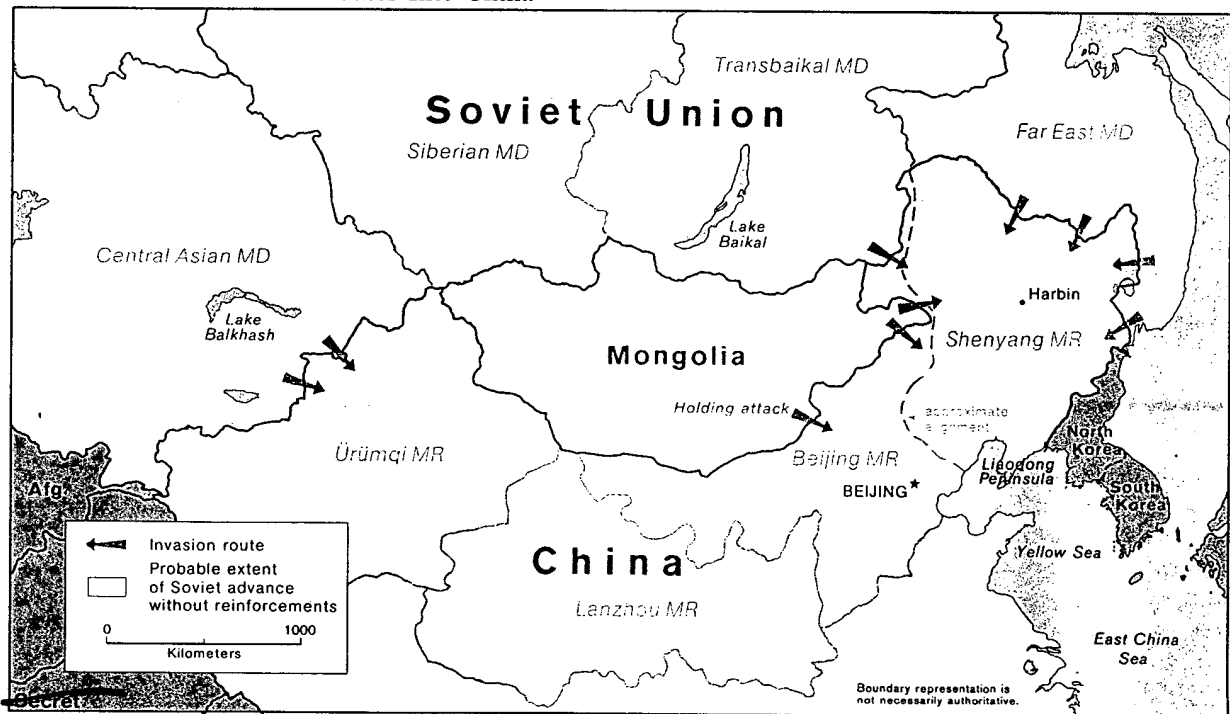 Transbaikal MD
Soviet Union
Siberian MD
Far East MD
Lake
Baikal
Central Asian MD
Lake
Balkhash
Harbin
Shenyang MR
Mongolia
Holding attack
approximate
alignment
Ürümqi MR
Beijing MR
North
Korea
Liaodong
Peninsula
BEIJING
South
Korea
Afg.
Yellow Sea
China
Lanzhou MR
East China
Sea
Invasion route
Probable extent
of Soviet advance
without reinforcements
0 1000
Kilometers
Boundary representation is
not necessarily authoritative.
Secret